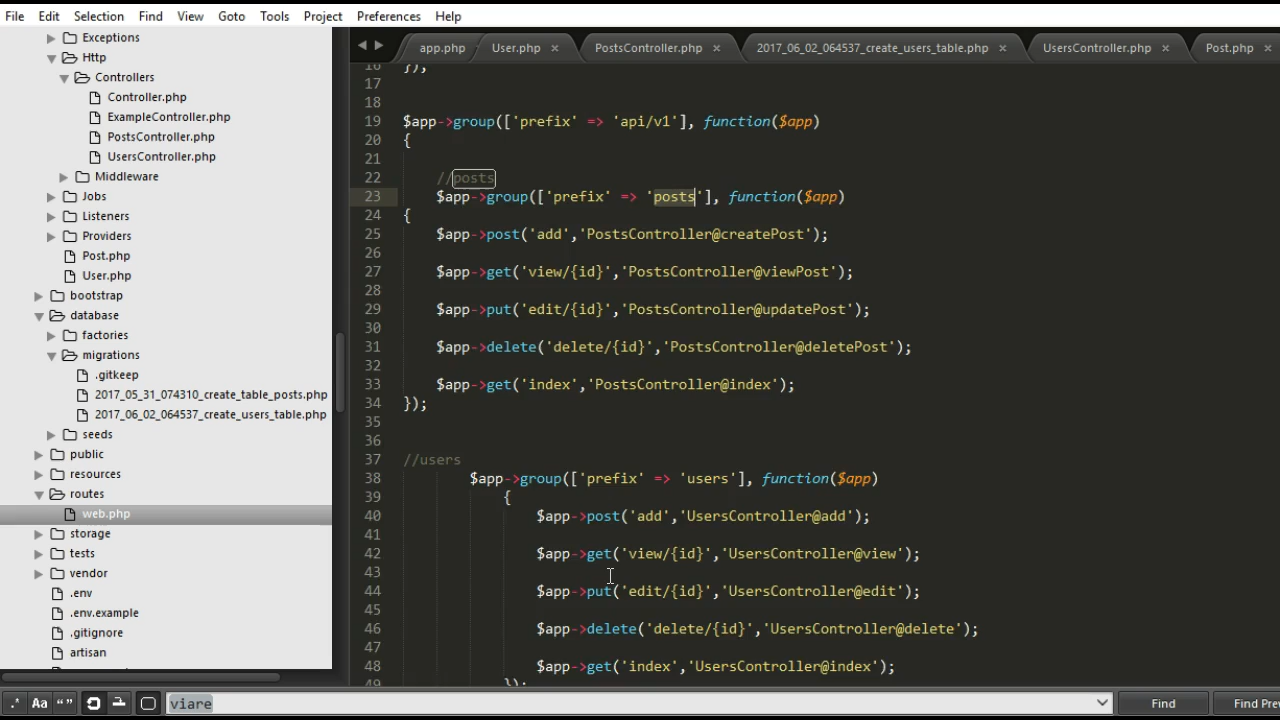 File Edit Selection Find View Goto Tools Project Preferences Help
app.php User.php × PostsController.php × 2017_06_02_064537_create_users_table.php × UsersController.php × Post.php ×
Exceptions
Http
Controllers
Controller.php
ExampleController.php
PostsController.php
UsersController.php
Middleware
Jobs
Listeners
Providers
Post.php
User.php
bootstrap
database
factories
migrations
.gitkeep
2017_05_31_074310_create_table_posts.php
2017_06_02_064537_create_users_table.php
seeds
public
resources
routes
web.php
storage
tests
vendor
.env
.env.example
.gitignore
artisan
16 });
17
18
19 $app->group(['prefix' => 'api/v1'], function($app)
20 {
21
22 //posts
23 $app->group(['prefix' => 'posts'], function($app)
24 {
25 $app->post('add','PostsController@createPost');
26
27 $app->get('view/{id}','PostsController@viewPost');
28
29 $app->put('edit/{id}','PostsController@updatePost');
30
31 $app->delete('delete/{id}','PostsController@deletePost');
32
33 $app->get('index','PostsController@index');
34 });
35
36
37 //users
38 $app->group(['prefix' => 'users'], function($app)
39 {
40 $app->post('add','UsersController@add');
41
42 $app->get('view/{id}','UsersController@view');
43
44 $app->put('edit/{id}','UsersController@edit');
45
46 $app->delete('delete/{id}','UsersController@delete');
47
48 $app->get('index','UsersController@index');
49 });
.* Aa “” viare Find Find Pre